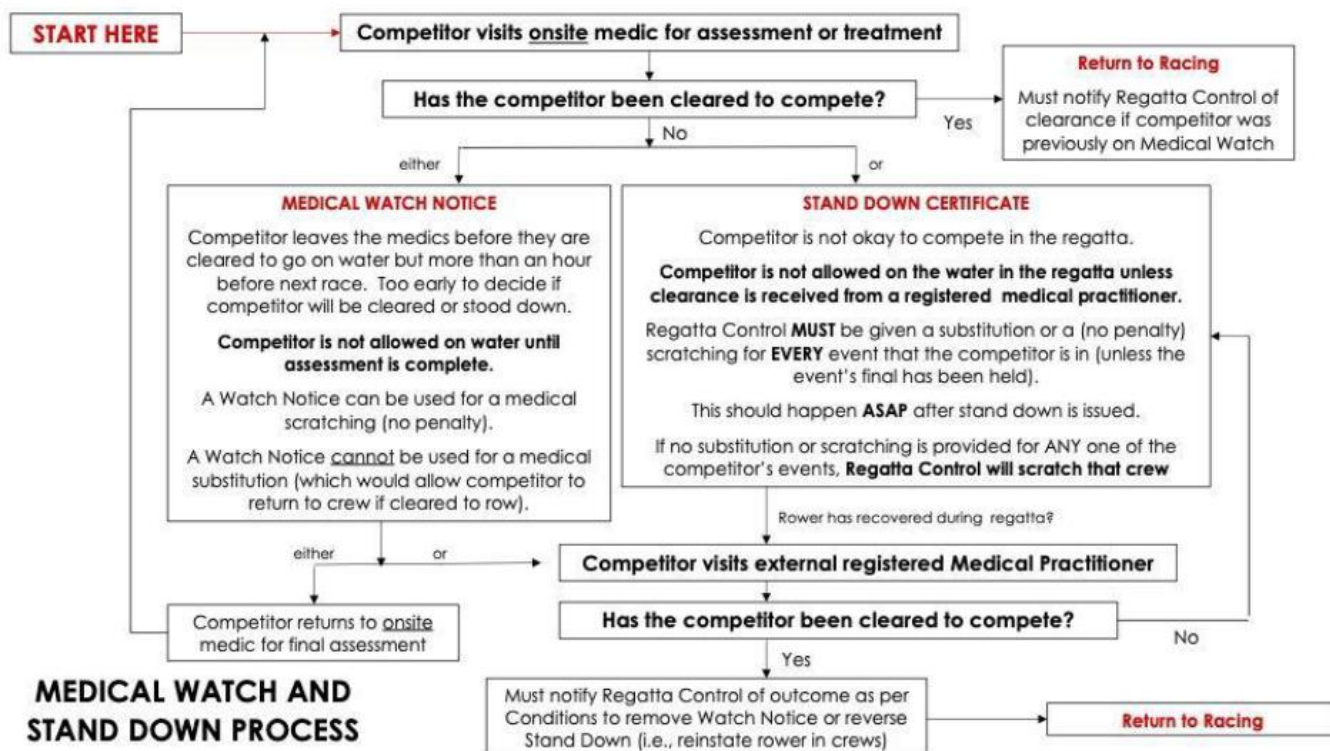 START HERE
Competitor visits onsite medic for assessment or treatment
Has the competitor been cleared to compete?
Yes
Return to Racing
Must notify Regatta Control of
clearance if competitor was
previously on Medical Watch
No
either
or
MEDICAL WATCH NOTICE
Competitor leaves the medics before they are
cleared to go on water but more than an hour
before next race. Too early to decide if
competitor will be cleared or stood down.
Competitor is not allowed on water until
assessment is complete.
A Watch Notice can be used for a medical
scratching (no penalty).
A Watch Notice cannot be used for a medical
substitution (which would allow competitor to
return to crew if cleared to row).
STAND DOWN CERTIFICATE
Competitor is not okay to compete in the regatta.
Competitor is not allowed on the water in the regatta unless
clearance is received from a registered medical practitioner.
Regatta Control MUST be given a substitution or a (no penalty)
scratching for EVERY event that the competitor is in (unless the
event's final has been held).
This should happen ASAP after stand down is issued.
If no substitution or scratching is provided for ANY one of the
competitor's events, Regatta Control will scratch that crew
Rower has recovered during regatta?
either
or
Competitor visits external registered Medical Practitioner
Competitor returns to onsite
medic for final assessment
Has the competitor been cleared to compete?
No
Yes
MEDICAL WATCH AND
STAND DOWN PROCESS
Must notify Regatta Control of outcome as per
Conditions to remove Watch Notice or reverse
Stand Down (i.e., reinstate rower in crews)
Return to Racing